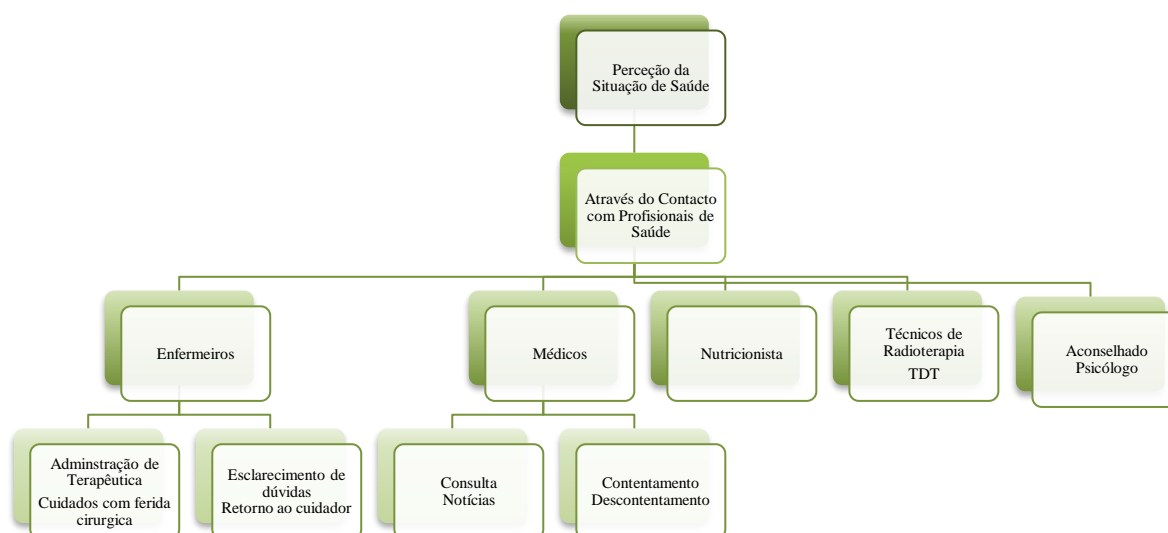 Perceção da
Situação de Saúde
Através do Contacto
com Profisionais de
Saúde
Enfermeiros
Médicos
Nutricionista
Técnicos de
Radioterapia
TDT
Aconselhado
Psicólogo
Adminstração de
Terapêutica
Cuidados com ferida
cirurgica
Esclarecimento de
dúvidas
Retorno ao cuidador
Consulta
Notícias
Contentamento
Descontentamento